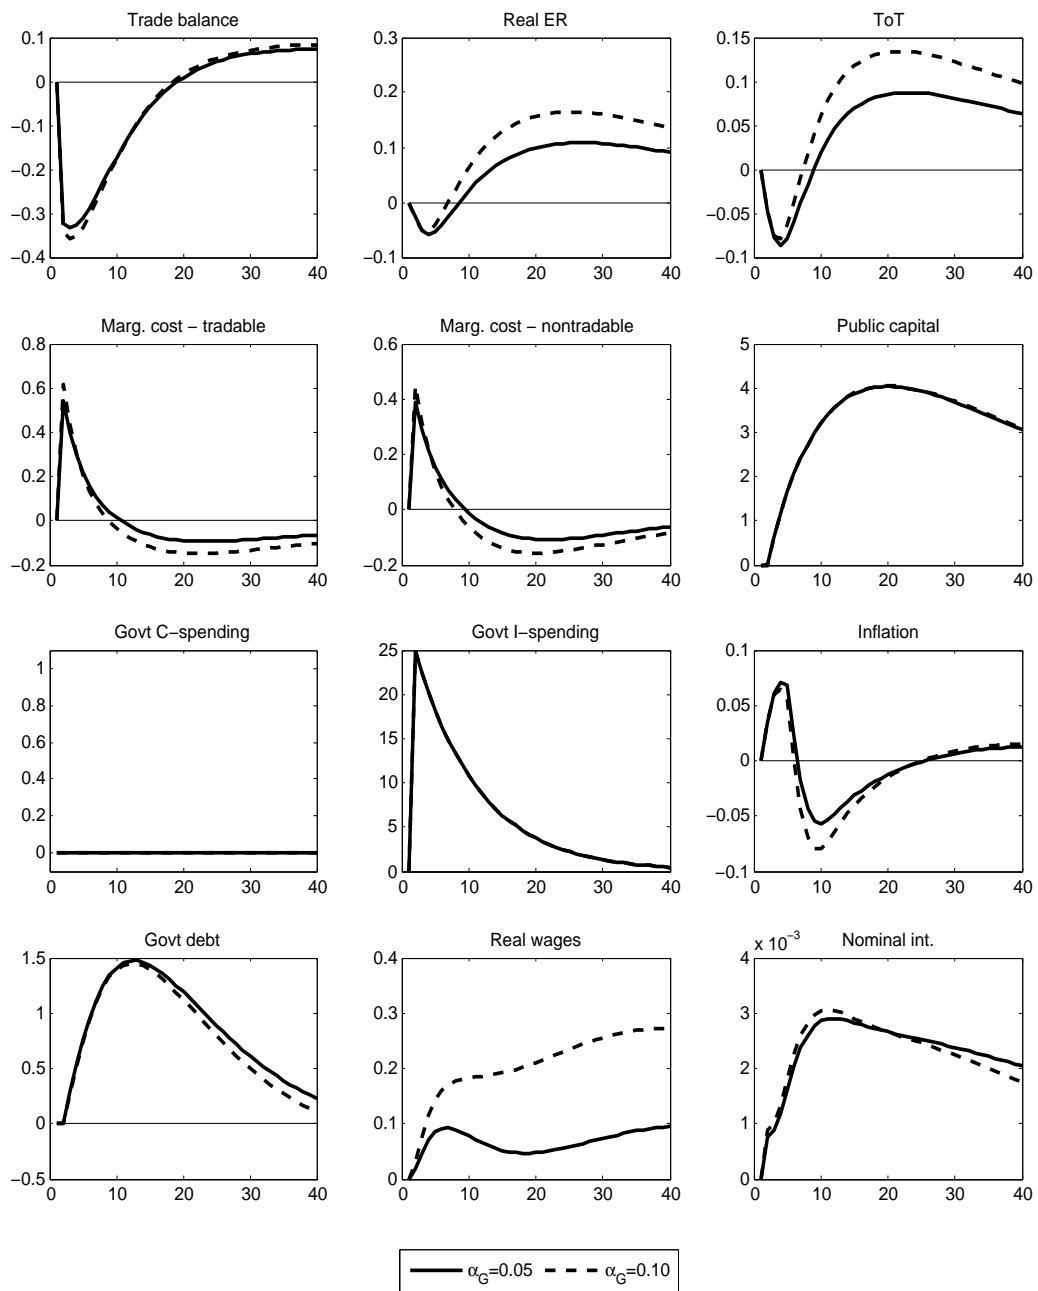 Trade balance
0.1
0
−0.1
−0.2
−0.3
−0.4
0 10 20 30 40
Real ER
0.3
0.2
0.1
0
−0.1
0 10 20 30 40
ToT
0.15
0.1
0.05
0
−0.05
−0.1
0 10 20 30 40
Marg. cost − tradable
0.8
0.6
0.4
0.2
0
−0.2
0 10 20 30 40
Marg. cost − nontradable
0.6
0.4
0.2
0
−0.2
0 10 20 30 40
Public capital
5
4
3
2
1
0
0 10 20 30 40
Govt C−spending
1
0.8
0.6
0.4
0.2
0
0 10 20 30 40
Govt I−spending
25
20
15
10
5
0
0 10 20 30 40
Inflation
0.1
0.05
0
−0.05
−0.1
0 10 20 30 40
Govt debt
1.5
1
0.5
0
−0.5
0 10 20 30 40
Real wages
0.4
0.3
0.2
0.1
0
0 10 20 30 40
Nominal int.
x 10⁻³
4
3
2
1
0
0 10 20 30 40
α_G=0.05 α_G=0.10